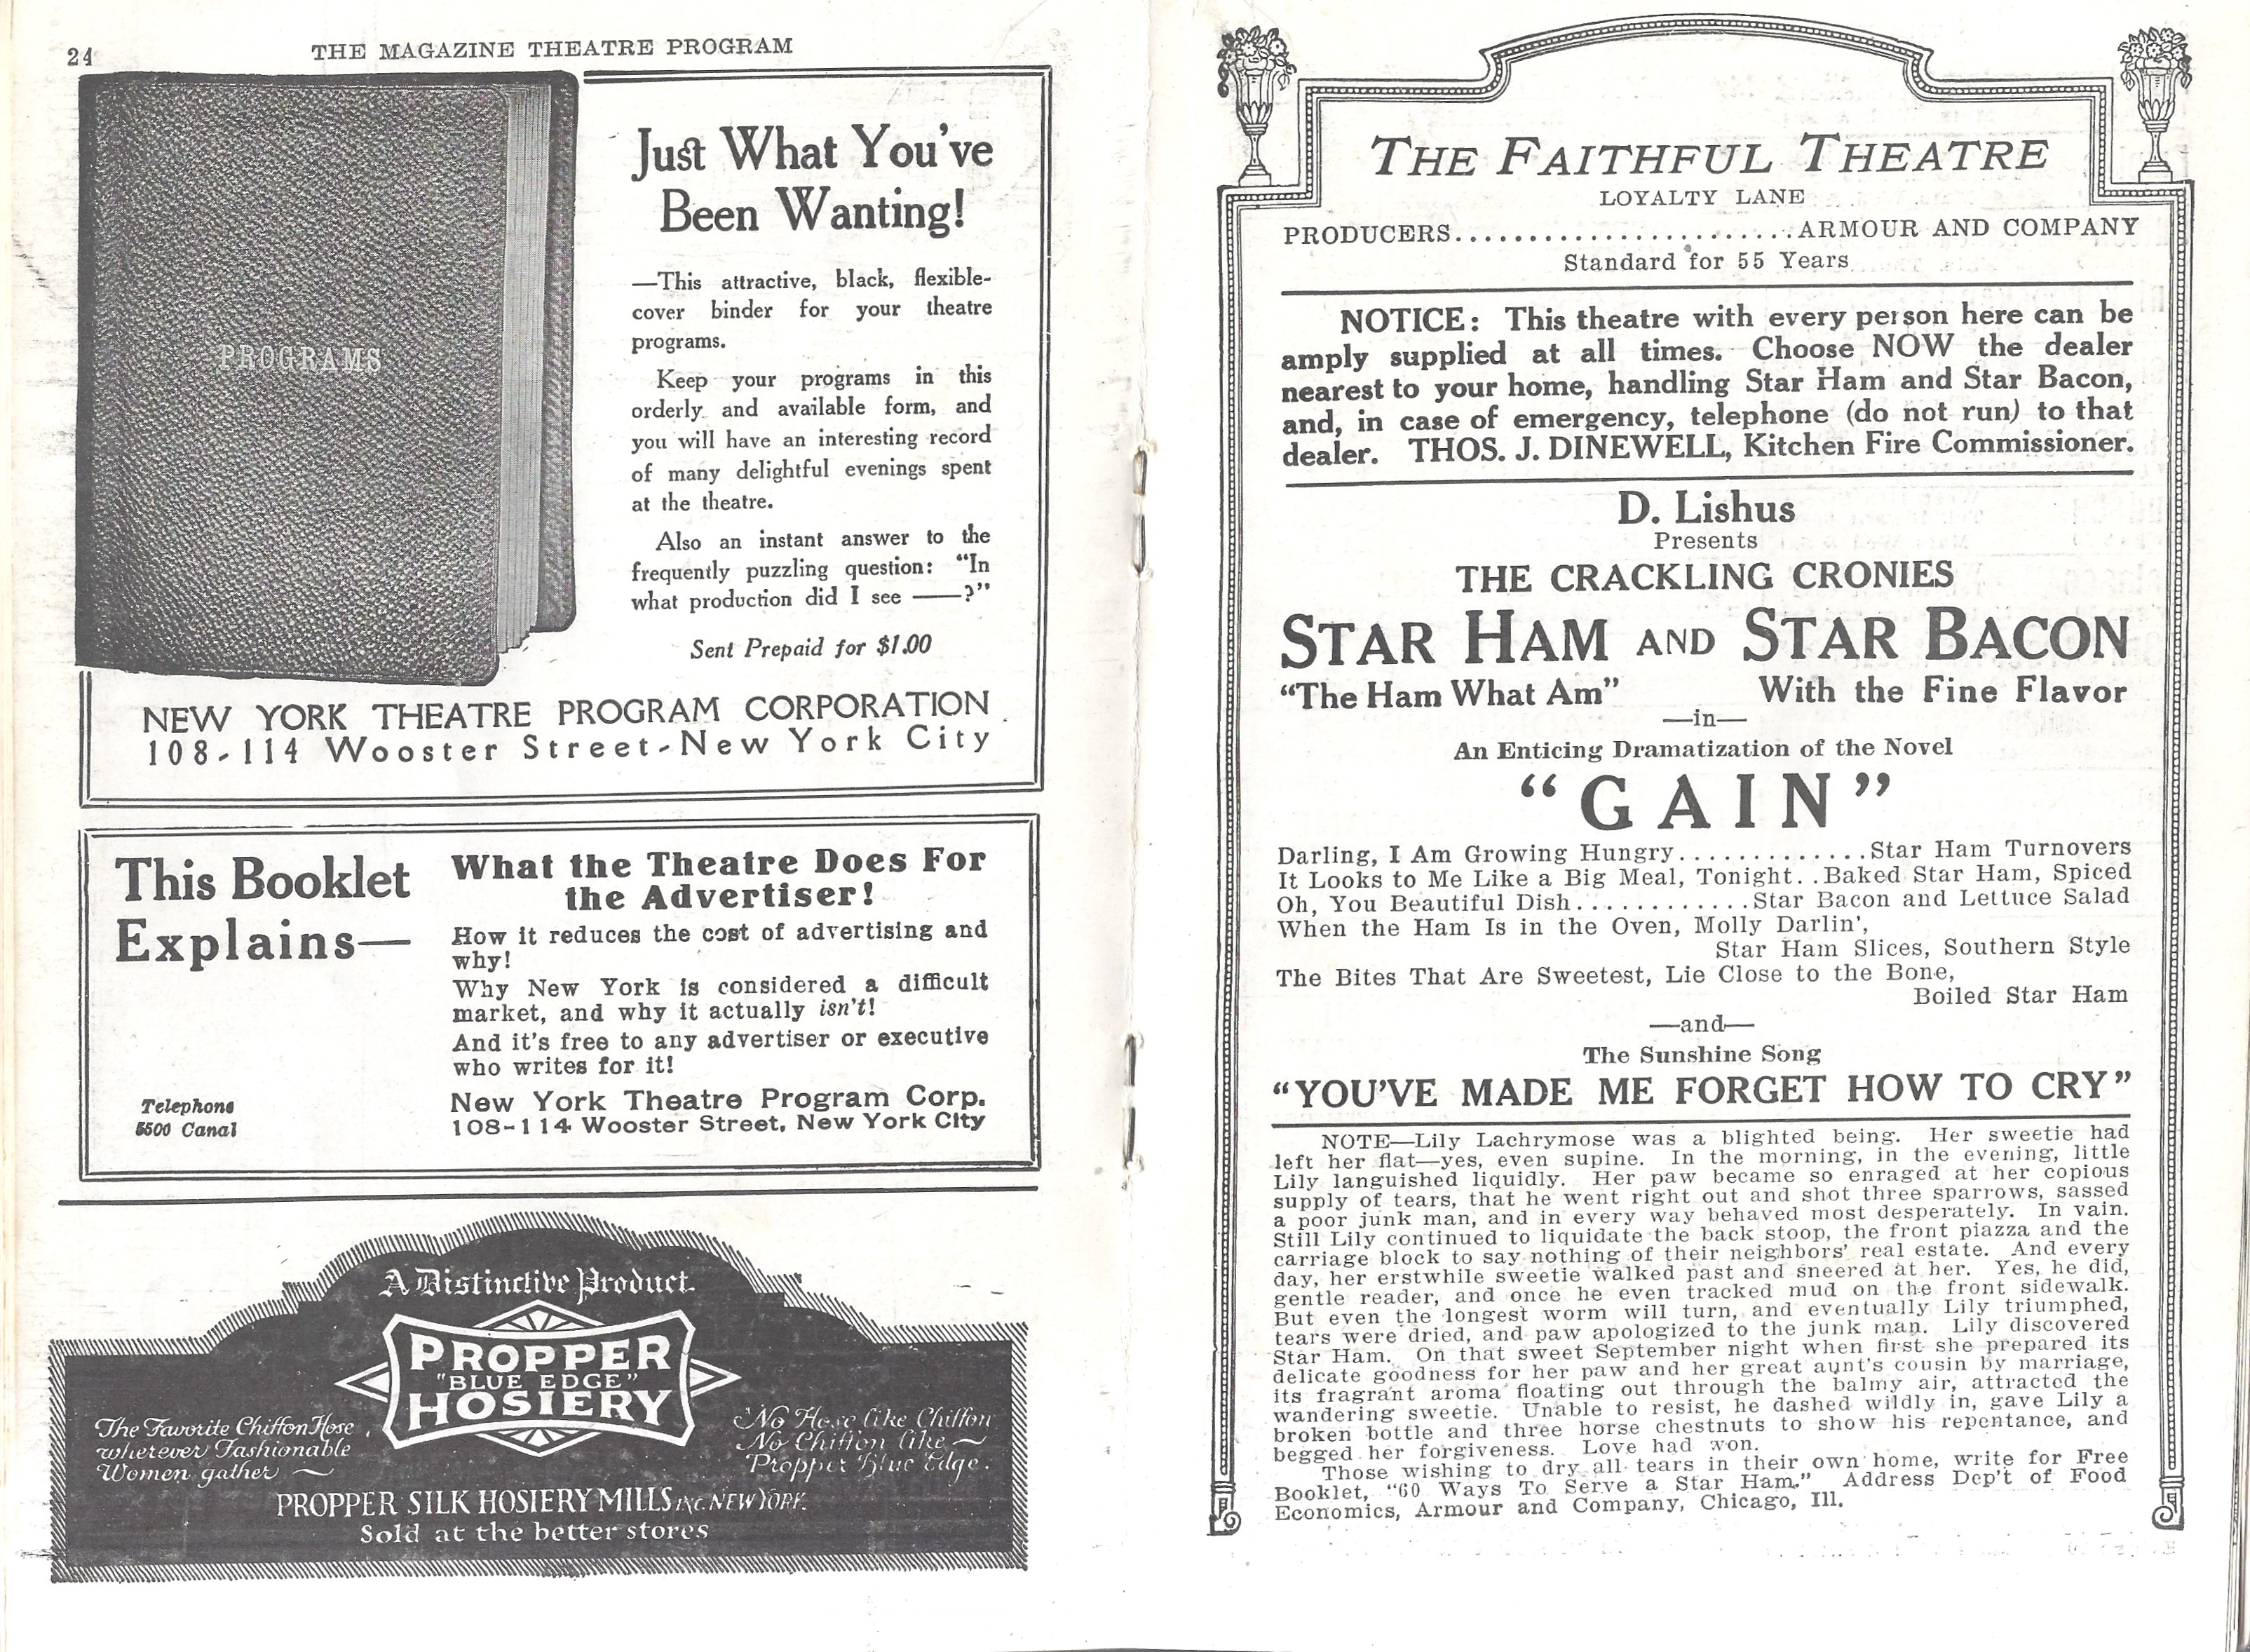 24
THE MAGAZINE THEATRE PROGRAM
PROGRAMS
Just What You've
Been Wanting!
—This attractive, black, flexible-
cover binder for your theatre
programs.
Keep your programs in this
orderly and available form, and
you will have an interesting record
of many delightful evenings spent
at the theatre.
Also an instant answer to the
frequently puzzling question: "In
what production did I see ——?"
Sent Prepaid for $1.00
NEW YORK THEATRE PROGRAM CORPORATION
108-114 Wooster Street-New York City
This Booklet
Explains—
Telephone
5500 Canal
What the Theatre Does For
the Advertiser!
How it reduces the cost of advertising and
why!
Why New York is considered a difficult
market, and why it actually isn't!
And it's free to any advertiser or executive
who writes for it!
New York Theatre Program Corp.
108-114 Wooster Street, New York City
A Distinctive Product
PROPPER
"BLUE EDGE"
HOSIERY
The Favorite Chiffon Hose
wherever Fashionable
Women gather —
No Hose like Chiffon
No Chiffon like —
Propper Blue Edge.
PROPPER SILK HOSIERY MILLS INC. NEW YORK.
Sold at the better stores
THE FAITHFUL THEATRE
LOYALTY LANE
PRODUCERS.......................ARMOUR AND COMPANY
Standard for 55 Years
NOTICE: This theatre with every person here can be
amply supplied at all times. Choose NOW the dealer
nearest to your home, handling Star Ham and Star Bacon,
and, in case of emergency, telephone (do not run) to that
dealer. THOS. J. DINEWELL, Kitchen Fire Commissioner.
D. Lishus
Presents
THE CRACKLING CRONIES
STAR HAM AND STAR BACON
"The Ham What Am" With the Fine Flavor
—in—
An Enticing Dramatization of the Novel
"GAIN"
Darling, I Am Growing Hungry.............Star Ham Turnovers
It Looks to Me Like a Big Meal, Tonight..Baked Star Ham, Spiced
Oh, You Beautiful Dish............Star Bacon and Lettuce Salad
When the Ham Is in the Oven, Molly Darlin',
Star Ham Slices, Southern Style
The Bites That Are Sweetest, Lie Close to the Bone,
Boiled Star Ham
—and—
The Sunshine Song
"YOU'VE MADE ME FORGET HOW TO CRY"
NOTE—Lily Lachrymose was a blighted being. Her sweetie had
left her flat—yes, even supine. In the morning, in the evening, little
Lily languished liquidly. Her paw became so enraged at her copious
supply of tears, that he went right out and shot three sparrows, sassed
a poor junk man, and in every way behaved most desperately. In vain.
Still Lily continued to liquidate the back stoop, the front piazza and the
carriage block to say nothing of their neighbors' real estate. And every
day, her erstwhile sweetie walked past and sneered at her. Yes, he did,
gentle reader, and once he even tracked mud on the front sidewalk.
But even the longest worm will turn, and eventually Lily triumphed,
tears were dried, and paw apologized to the junk man. Lily discovered
Star Ham. On that sweet September night when first she prepared its
delicate goodness for her paw and her great aunt's cousin by marriage,
its fragrant aroma floating out through the balmy air, attracted the
wandering sweetie. Unable to resist, he dashed wildly in, gave Lily a
broken bottle and three horse chestnuts to show his repentance, and
begged her forgiveness. Love had won.
Those wishing to dry all tears in their own home, write for Free
Booklet, "60 Ways To Serve a Star Ham." Address Dep't of Food
Economics, Armour and Company, Chicago, Ill.